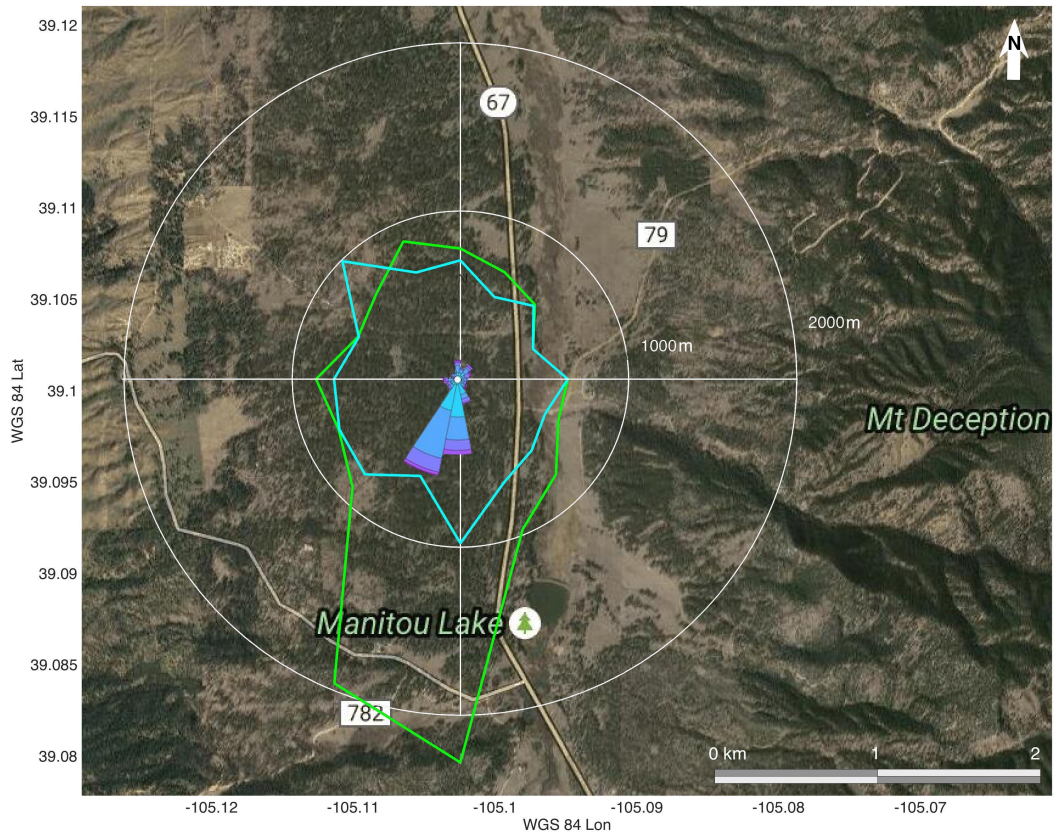 39.12
N
67
39.115
39.11
79
39.105
2000m
1000m
39.1
WGS 84 Lat
Mt Deception
39.095
39.09
Manitou Lake
39.085
782
0 km 1 2
39.08
-105.12 -105.11 -105.1 -105.09 -105.08 -105.07
WGS 84 Lon